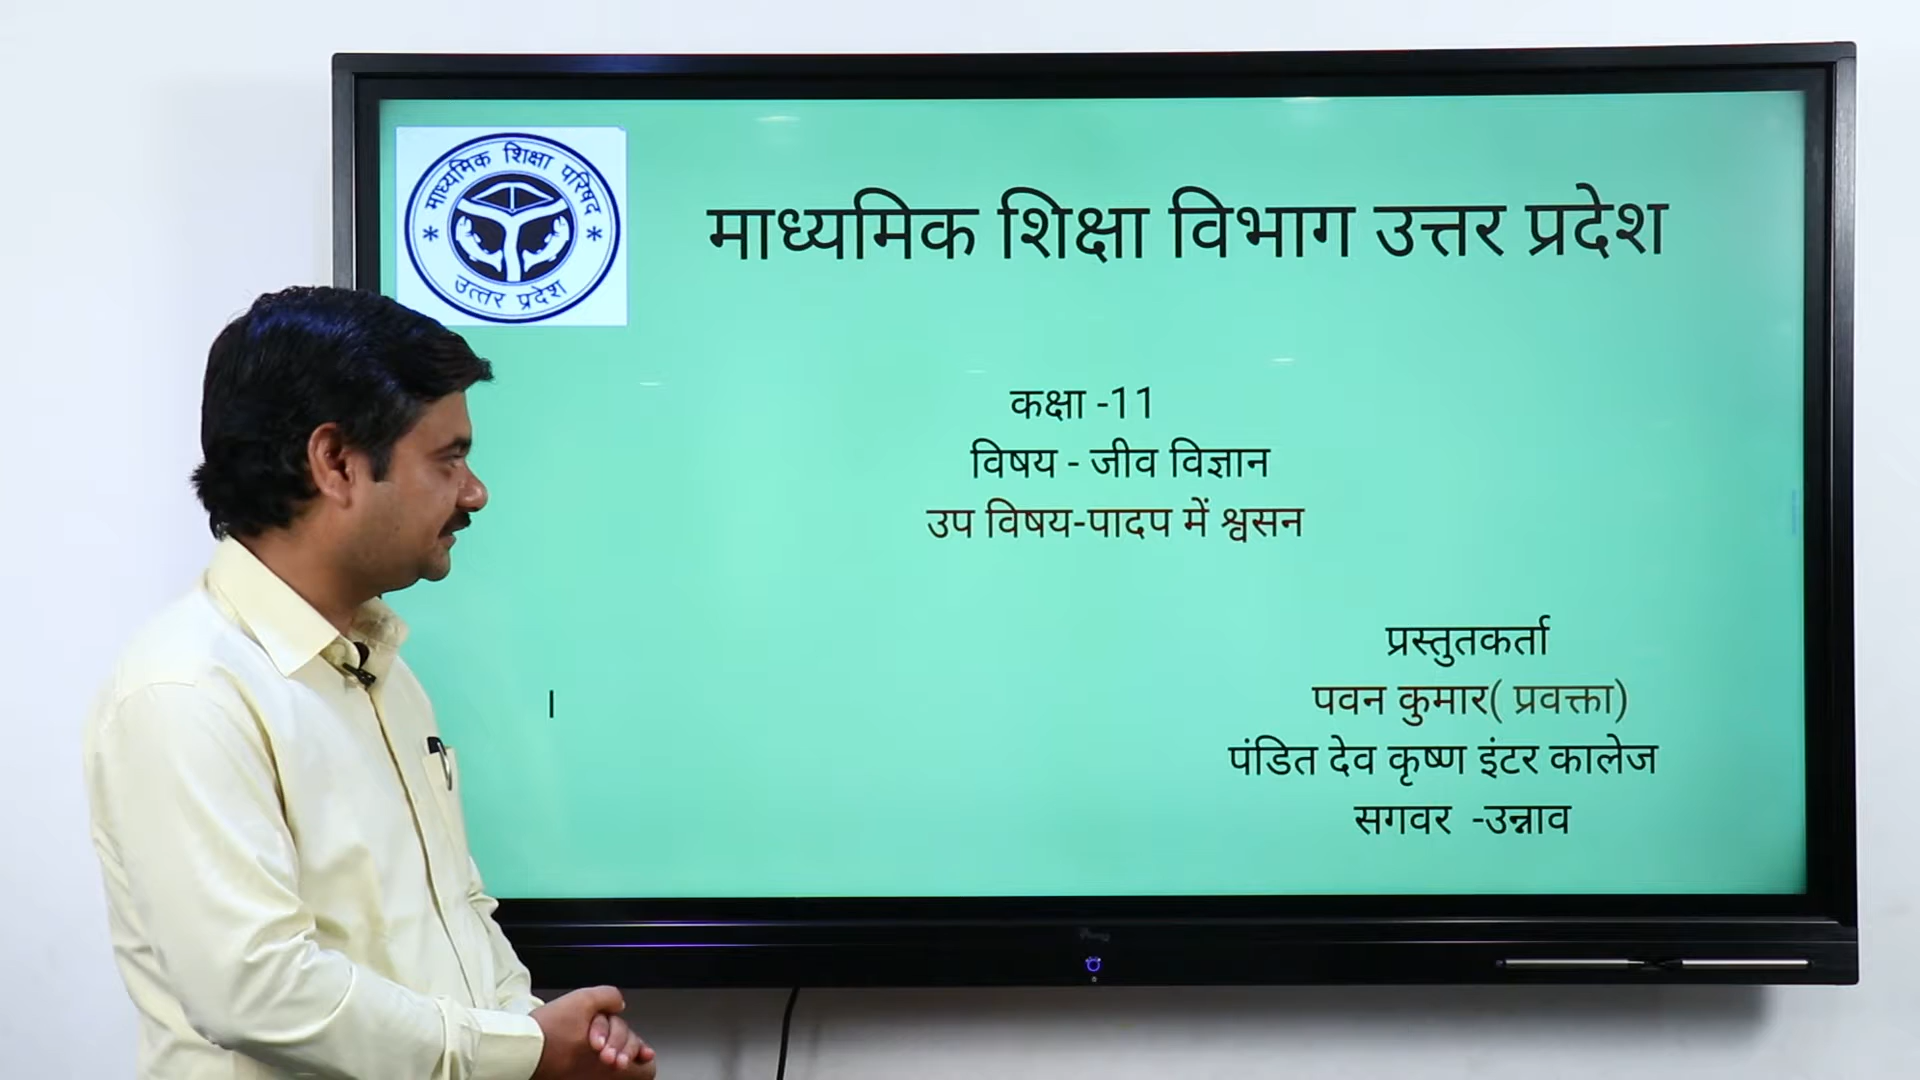 माध्यमिक शिक्षा परिषद
उत्तर प्रदेश
माध्यमिक शिक्षा विभाग उत्तर प्रदेश
कक्षा -11
विषय - जीव विज्ञान
उप विषय-पादप में श्वसन
प्रस्तुतकर्ता
पवन कुमार( प्रवक्ता)
पंडित देव कृष्ण इंटर कालेज
सगवर -उन्नाव